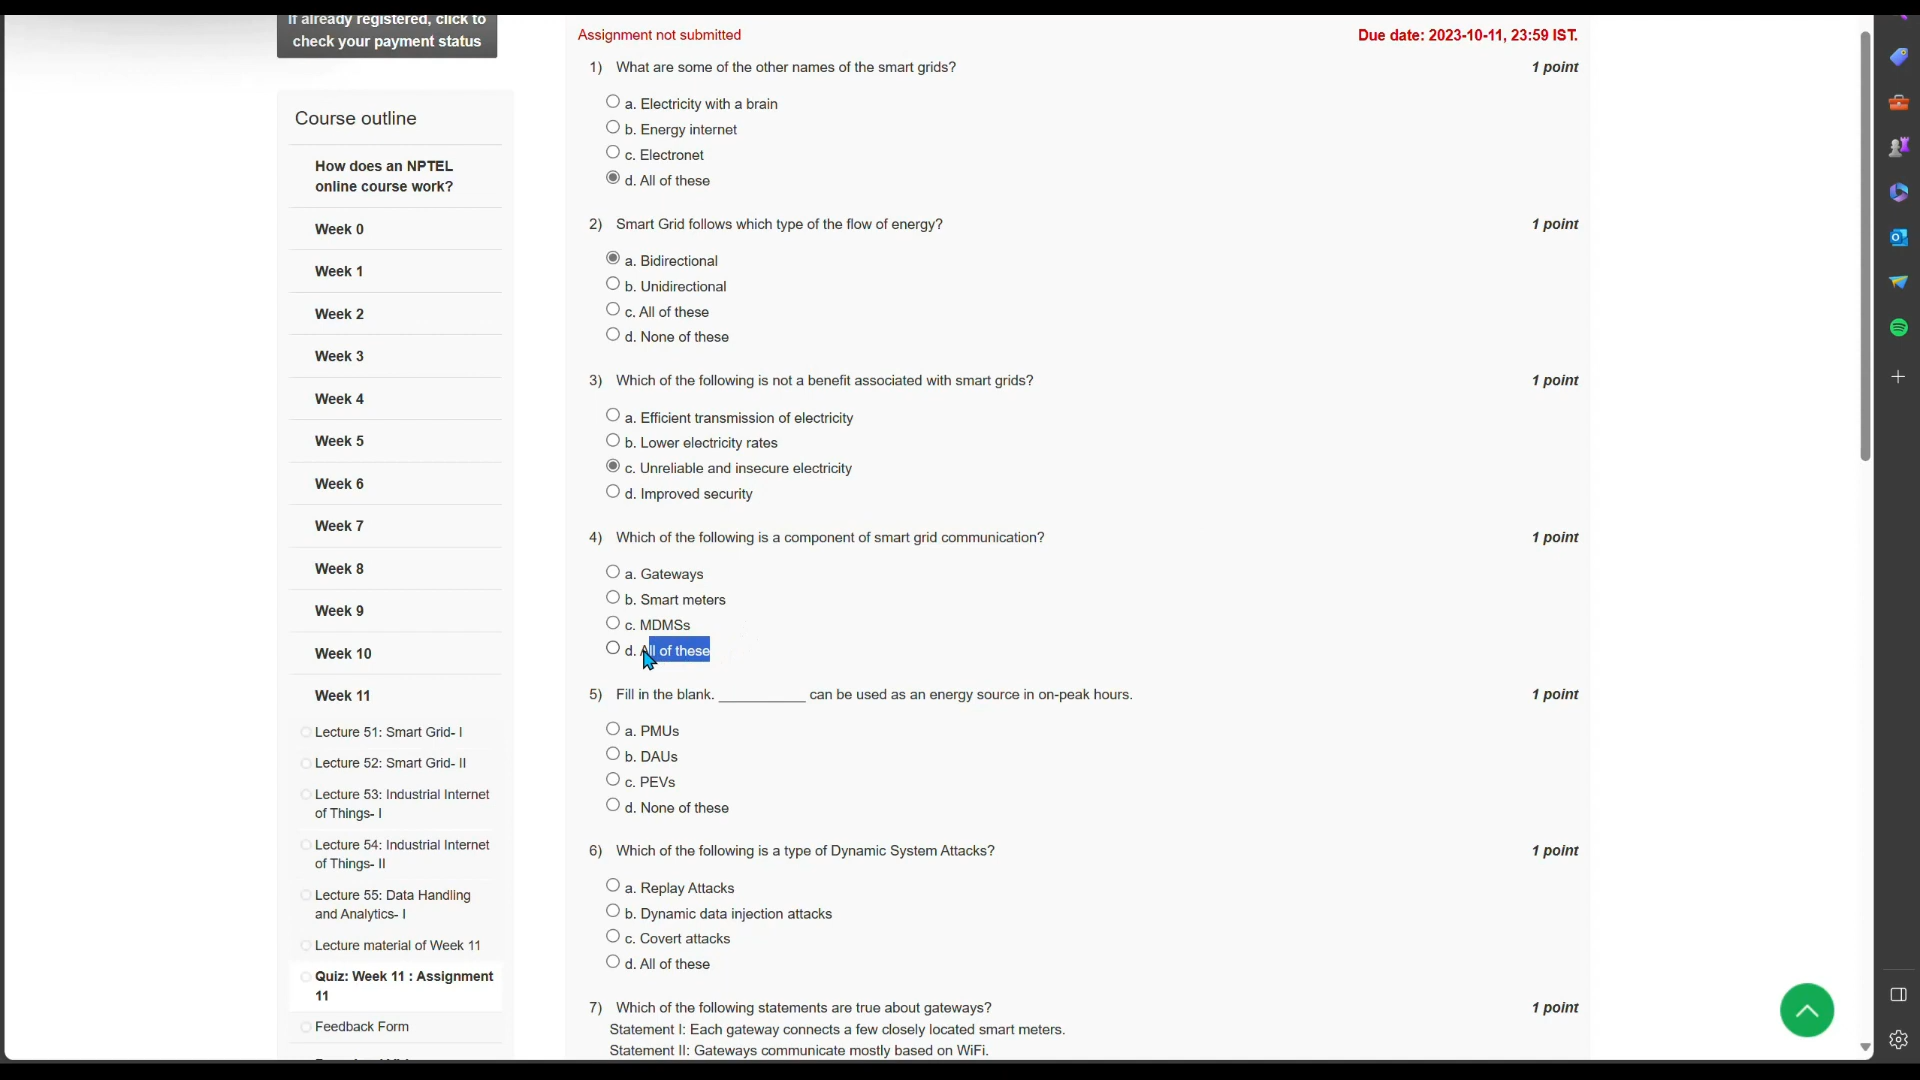 If already registered, click to
check your payment status
Course outline
How does an NPTEL
online course work?
Week 0
Week 1
Week 2
Week 3
Week 4
Week 5
Week 6
Week 7
Week 8
Week 9
Week 10
Week 11
Lecture 51: Smart Grid- I
Lecture 52: Smart Grid- II
Lecture 53: Industrial Internet
of Things- I
Lecture 54: Industrial Internet
of Things- II
Lecture 55: Data Handling
and Analytics- I
Lecture material of Week 11
Quiz: Week 11 : Assignment
11
Feedback Form
Assignment not submitted Due date: 2023-10-11, 23:59 IST.
1) What are some of the other names of the smart grids? 1 point
a. Electricity with a brain
b. Energy internet
c. Electronet
d. All of these
2) Smart Grid follows which type of the flow of energy? 1 point
a. Bidirectional
b. Unidirectional
c. All of these
d. None of these
3) Which of the following is not a benefit associated with smart grids? 1 point
a. Efficient transmission of electricity
b. Lower electricity rates
c. Unreliable and insecure electricity
d. Improved security
4) Which of the following is a component of smart grid communication? 1 point
a. Gateways
b. Smart meters
c. MDMSs
d. All of these
5) Fill in the blank. ___________ can be used as an energy source in on-peak hours. 1 point
a. PMUs
b. DAUs
c. PEVs
d. None of these
6) Which of the following is a type of Dynamic System Attacks? 1 point
a. Replay Attacks
b. Dynamic data injection attacks
c. Covert attacks
d. All of these
7) Which of the following statements are true about gateways? 1 point
Statement I: Each gateway connects a few closely located smart meters.
Statement II: Gateways communicate mostly based on WiFi.